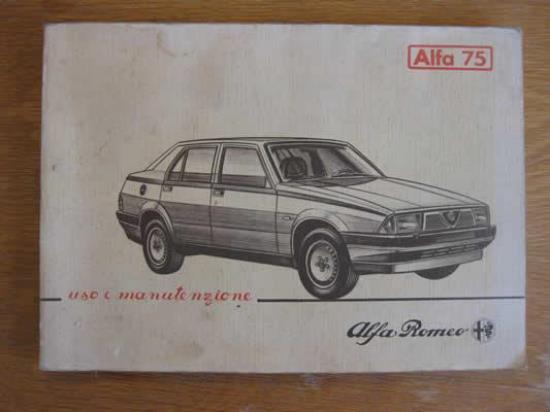 Alfa 75
uso e manutenzione
Alfa Romeo